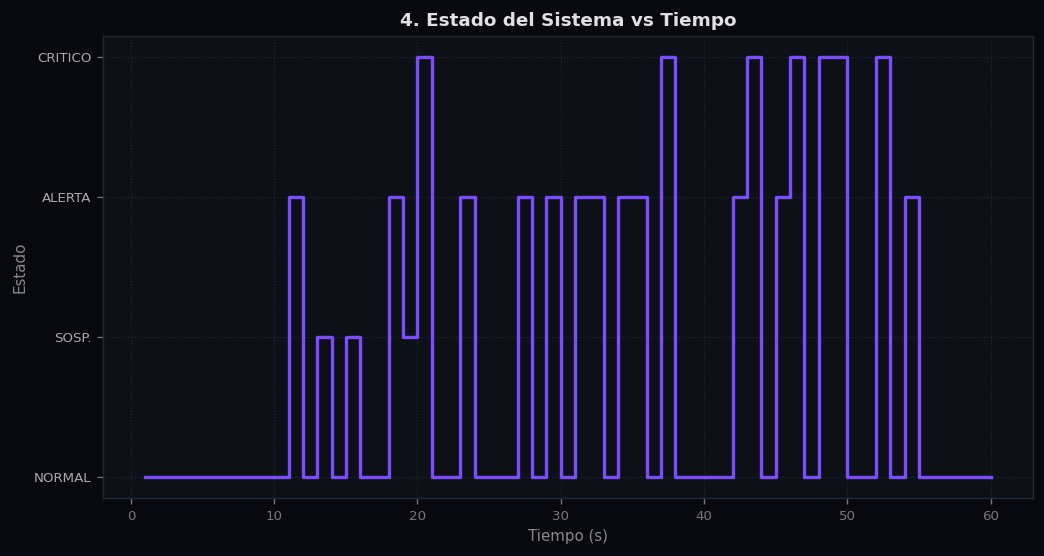 4. Estado del Sistema vs Tiempo
CRITICO
ALERTA
SOSP.
NORMAL
Estado
0 10 20 30 40 50 60
Tiempo (s)